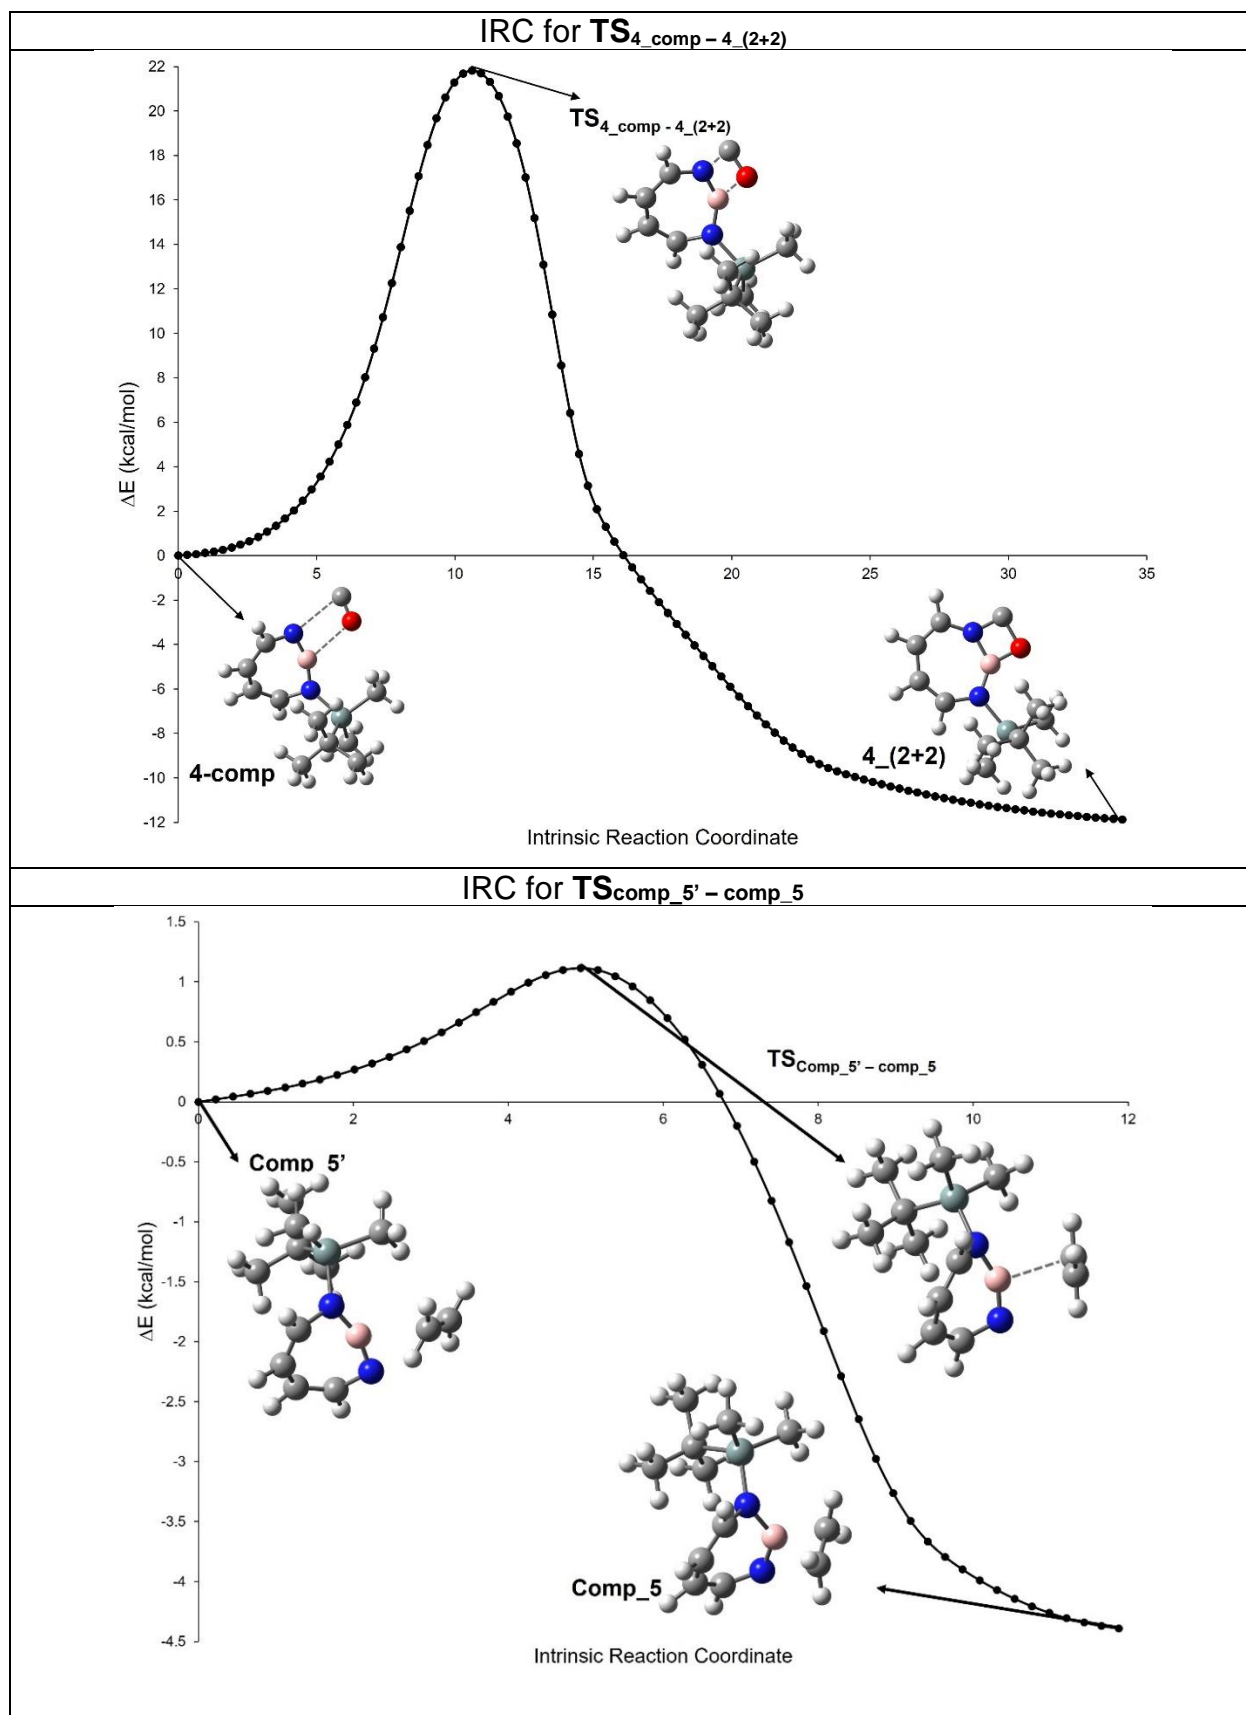 IRC for TS4_comp – 4_(2+2)
22
20
18
16
14
12
10
8
6
4
2
0
-2
-4
-6
-8
-10
-12
ΔE (kcal/mol)
0 5 10 15 20 25 30 35
TS4_comp - 4_(2+2)
4-comp
4_(2+2)
Intrinsic Reaction Coordinate
IRC for TScomp_5’ – comp_5
1.5
1
0.5
0
-0.5
-1
-1.5
-2
-2.5
-3
-3.5
-4
-4.5
ΔE (kcal/mol)
0 2 4 6 8 10 12
TSComp_5’ – comp_5
Comp_5’
Comp_5
Intrinsic Reaction Coordinate